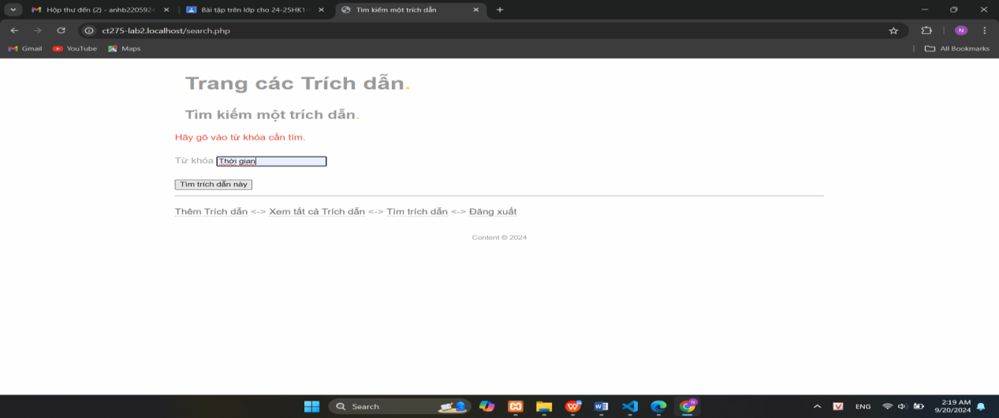 Hộp thư đến (2) - anhb220592
Bài tập trên lớp cho 24-25HK1-
Tìm kiếm một trích dẫn
ct275-lab2.localhost/search.php
N
Gmail
YouTube
Maps
All Bookmarks
Trang các Trích dẫn.
Tìm kiếm một trích dẫn.
Hãy gõ vào từ khóa cần tìm.
Từ khóa Thời gian
Tìm trích dẫn này
Thêm Trích dẫn <-> Xem tất cả Trích dẫn <-> Tìm trích dẫn <-> Đăng xuất
Content © 2024
Search
ENG
2:19 AM
9/20/2024